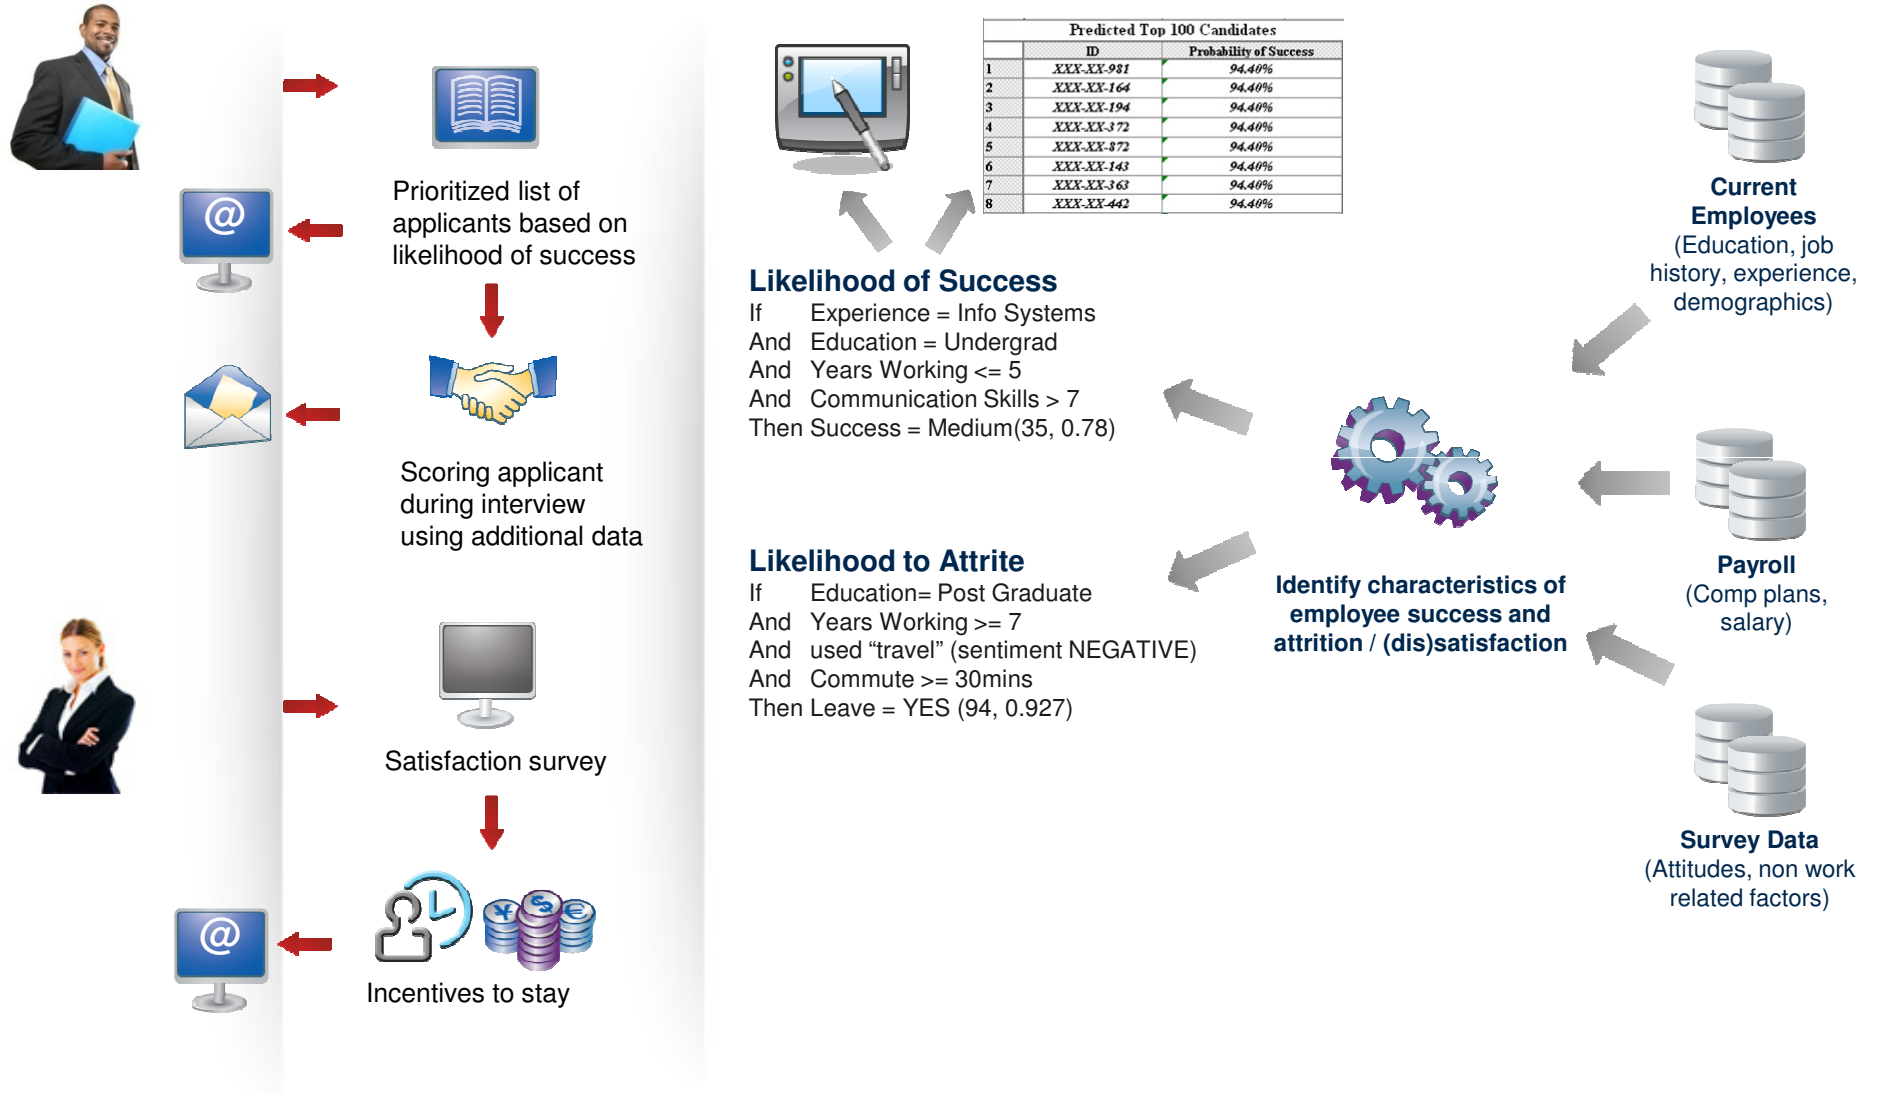 @
Prioritized list of
applicants based on
likelihood of success
Scoring applicant
during interview
using additional data
Satisfaction survey
¥ $ €
@
Incentives to stay
Predicted Top 100 Candidates
ID Probability of Success
1 XXX-XX-981 94.40%
2 XXX-XX-164 94.40%
3 XXX-XX-194 94.40%
4 XXX-XX-372 94.40%
5 XXX-XX-872 94.40%
6 XXX-XX-143 94.40%
7 XXX-XX-363 94.40%
8 XXX-XX-442 94.40%
Likelihood of Success
If Experience = Info Systems
And Education = Undergrad
And Years Working <= 5
And Communication Skills > 7
Then Success = Medium(35, 0.78)
Likelihood to Attrite
If Education= Post Graduate
And Years Working >= 7
And used “travel” (sentiment NEGATIVE)
And Commute >= 30mins
Then Leave = YES (94, 0.927)
Identify characteristics of
employee success and
attrition / (dis)satisfaction
Current
Employees
(Education, job
history, experience,
demographics)
Payroll
(Comp plans,
salary)
Survey Data
(Attitudes, non work
related factors)